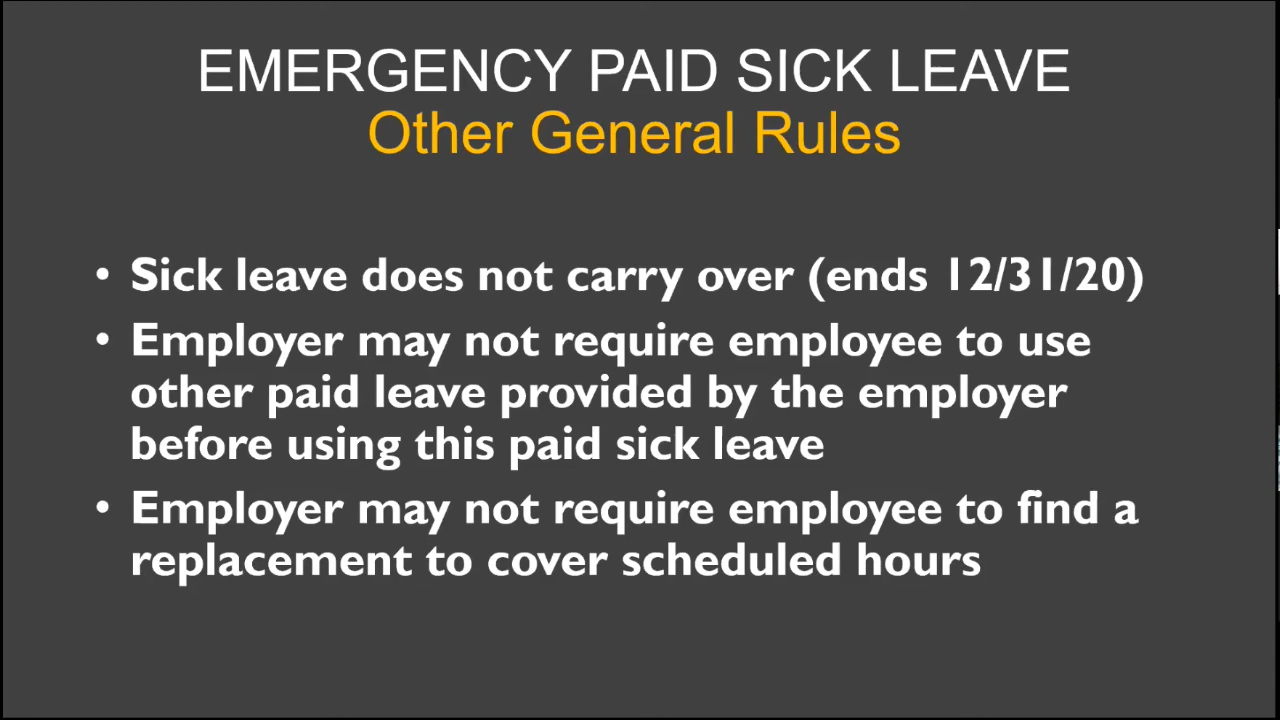 EMERGENCY PAID SICK LEAVE
Other General Rules
• Sick leave does not carry over (ends 12/31/20)
• Employer may not require employee to use
other paid leave provided by the employer
before using this paid sick leave
• Employer may not require employee to find a
replacement to cover scheduled hours